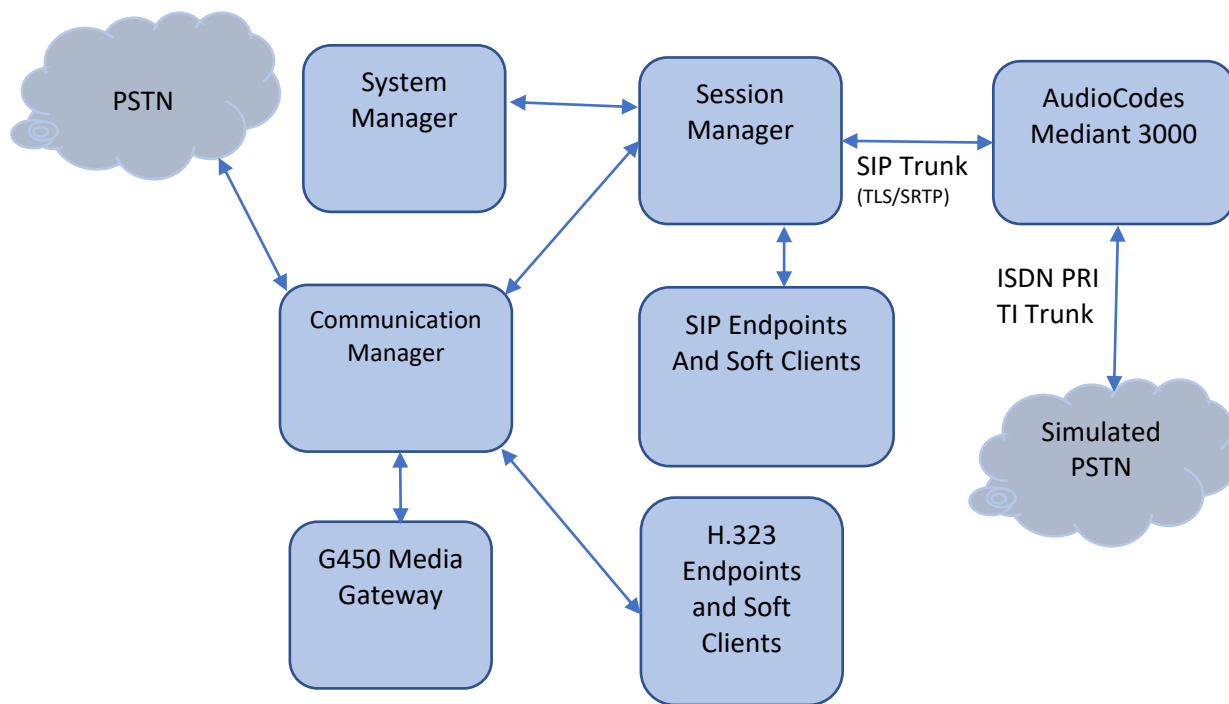 PSTN
System
Manager
Session
Manager
AudioCodes
Mediant 3000
SIP Trunk
(TLS/SRTP)
Communication
Manager
SIP Endpoints
And Soft Clients
ISDN PRI
TI Trunk
Simulated
PSTN
G450 Media
Gateway
H.323
Endpoints
and Soft
Clients